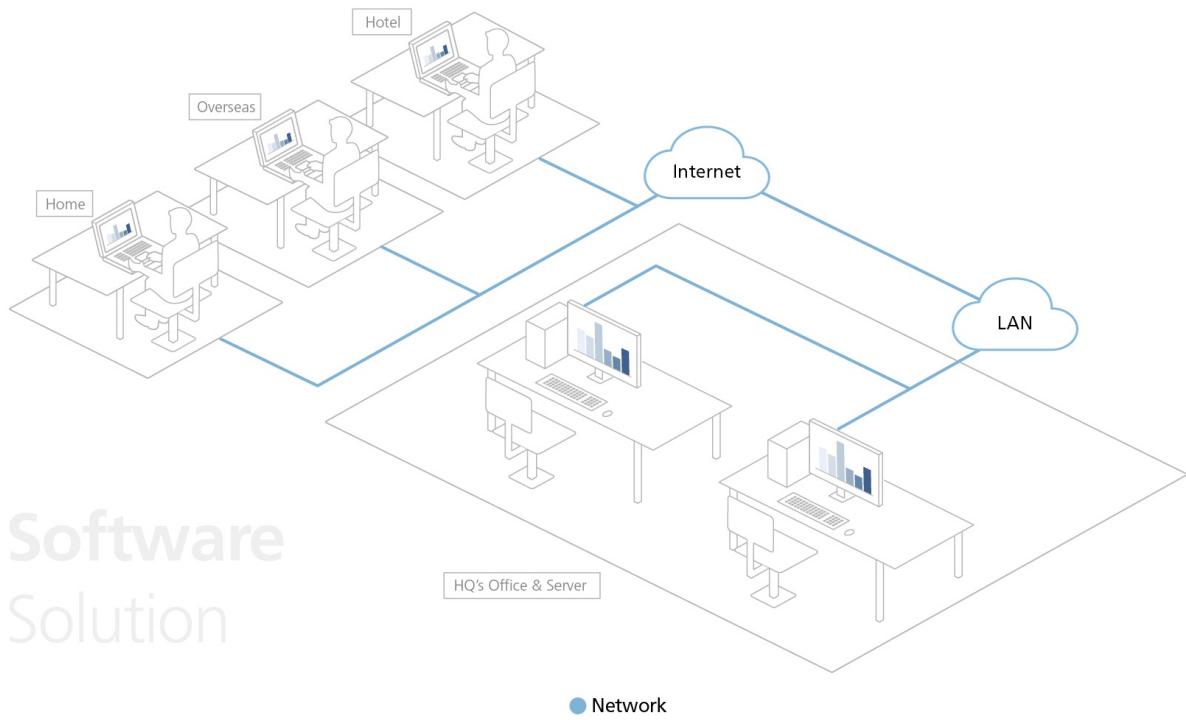 Hotel
Overseas
Internet
Home
LAN
Software
Solution
HQ's Office & Server
Network